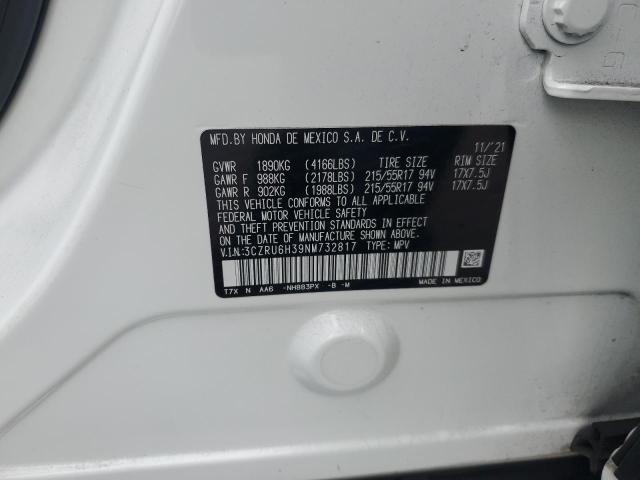 MFD.BY HONDA DE MEXICO S.A. DE C.V. 11/'21
GVWR 1890KG (4166LBS) TIRE SIZE RIM SIZE
GAWR F 988KG (2178LBS) 215/55R17 94V 17X7.5J
GAWR R 902KG (1988LBS) 215/55R17 94V 17X7.5J
THIS VEHICLE CONFORMS TO ALL APPLICABLE
FEDERAL MOTOR VEHICLE SAFETY
STANDARDS IN EFFECT ON THE
DATE OF MANUFACTURE SHOWN ABOVE.
V.I.N:3CZRU6H39NM732817 TYPE: MPV
T7X N AA6 -NH883PX -B -M MADE IN MEXICO